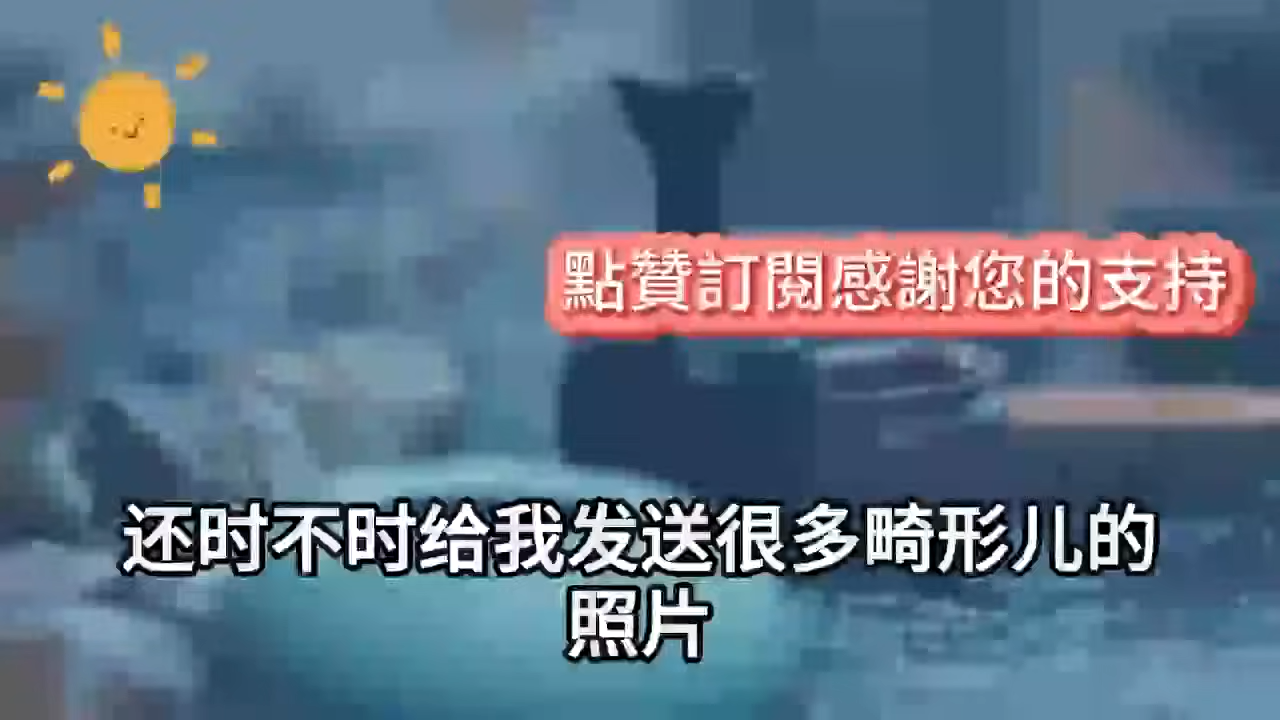 點贊訂閱感謝您的支持
还时不时给我发送很多畸形儿的
照片